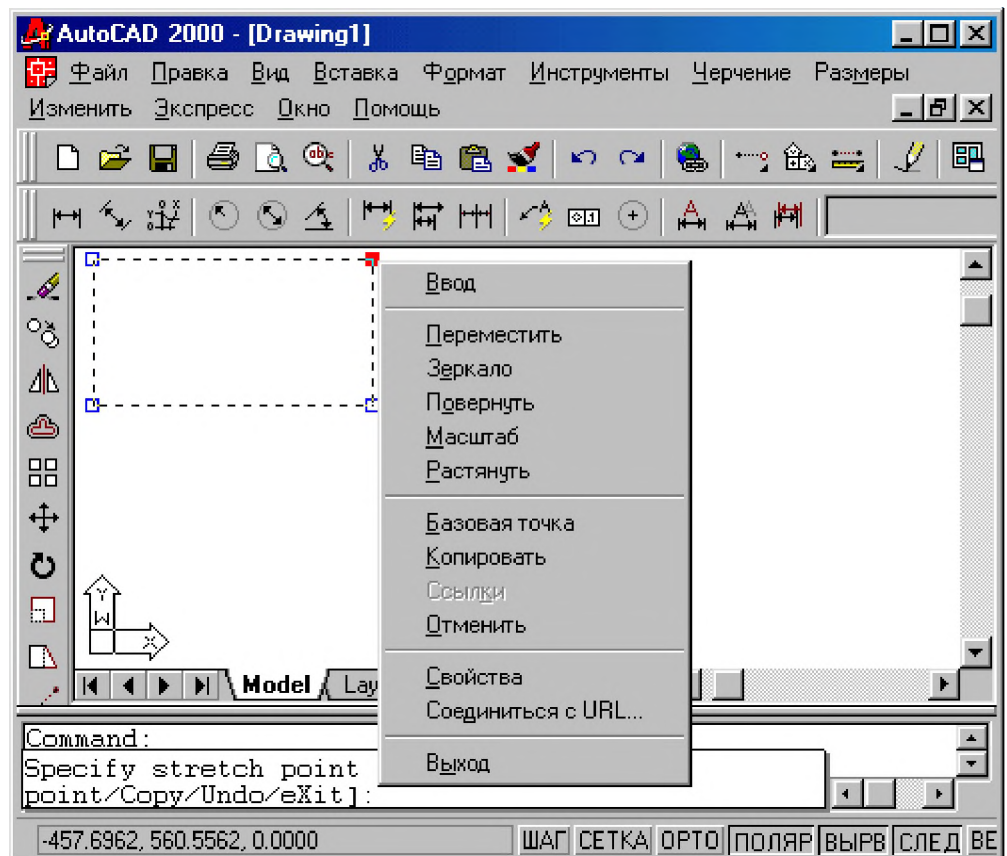 AutoCAD 2000 - [Drawing1]
Файл Правка Вид Вставка Формат Инструменты Черчение Размеры
Изменить Экспресс Окно Помощь
Ввод
Переместить
Зеркало
Повернуть
Масштаб
Растянуть
Базовая точка
Копировать
Ссылки
Отменить
Свойства
Соединиться с URL...
Выход
Y
W
X
Model Lay
Command:
Specify stretch point
point/Copy/Undo/eXit]:
-457.6962, 560.5562, 0.0000 ШАГ СЕТКА ОРТО ПОЛЯР ВЫРВ СЛЕД ВЕ